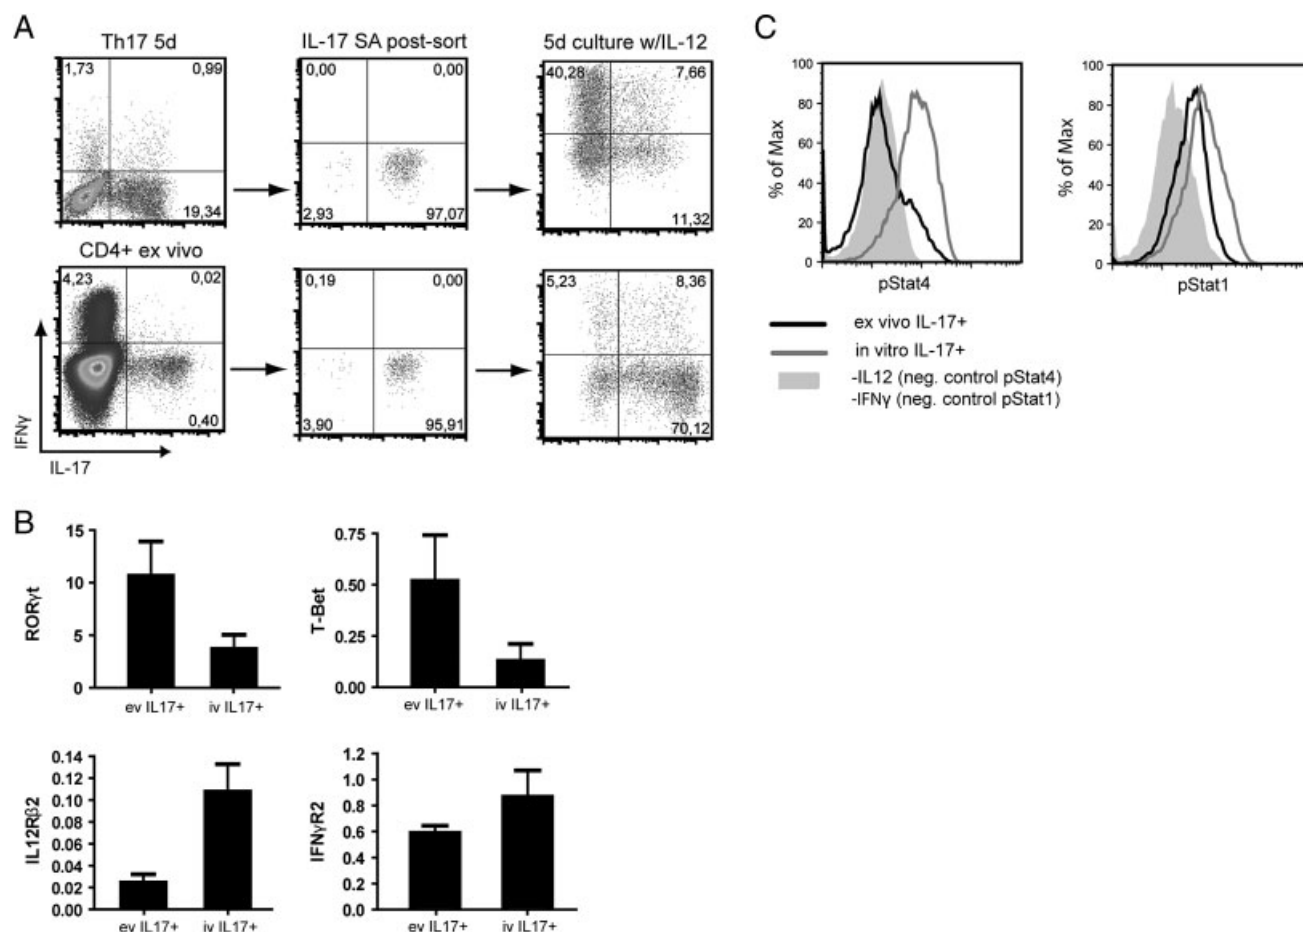 A
Th17 5d
IL-17 SA post-sort
5d culture w/IL-12
1,73 0,99
19,34
0,00 0,00
2,93 97,07
40,28 7,66
11,32
CD4+ ex vivo
4,23 0,02
0,40
0,19 0,00
3,90 95,91
5,23 8,36
70,12
IFNγ
IL-17
C
% of Max
100
80
60
40
20
0
pStat4
% of Max
100
80
60
40
20
0
pStat1
ex vivo IL-17+
in vitro IL-17+
-IL12 (neg. control pStat4)
-IFNγ (neg. control pStat1)
B
RORγt
15
10
5
0
ev IL17+ iv IL17+
T-Bet
0.75
0.50
0.25
0.00
ev IL17+ iv IL17+
IL12Rβ2
0.14
0.12
0.10
0.08
0.06
0.04
0.02
0.00
ev IL17+ iv IL17+
IFNγR2
1.2
1.0
0.8
0.6
0.4
0.2
0.0
ev IL17+ iv IL17+